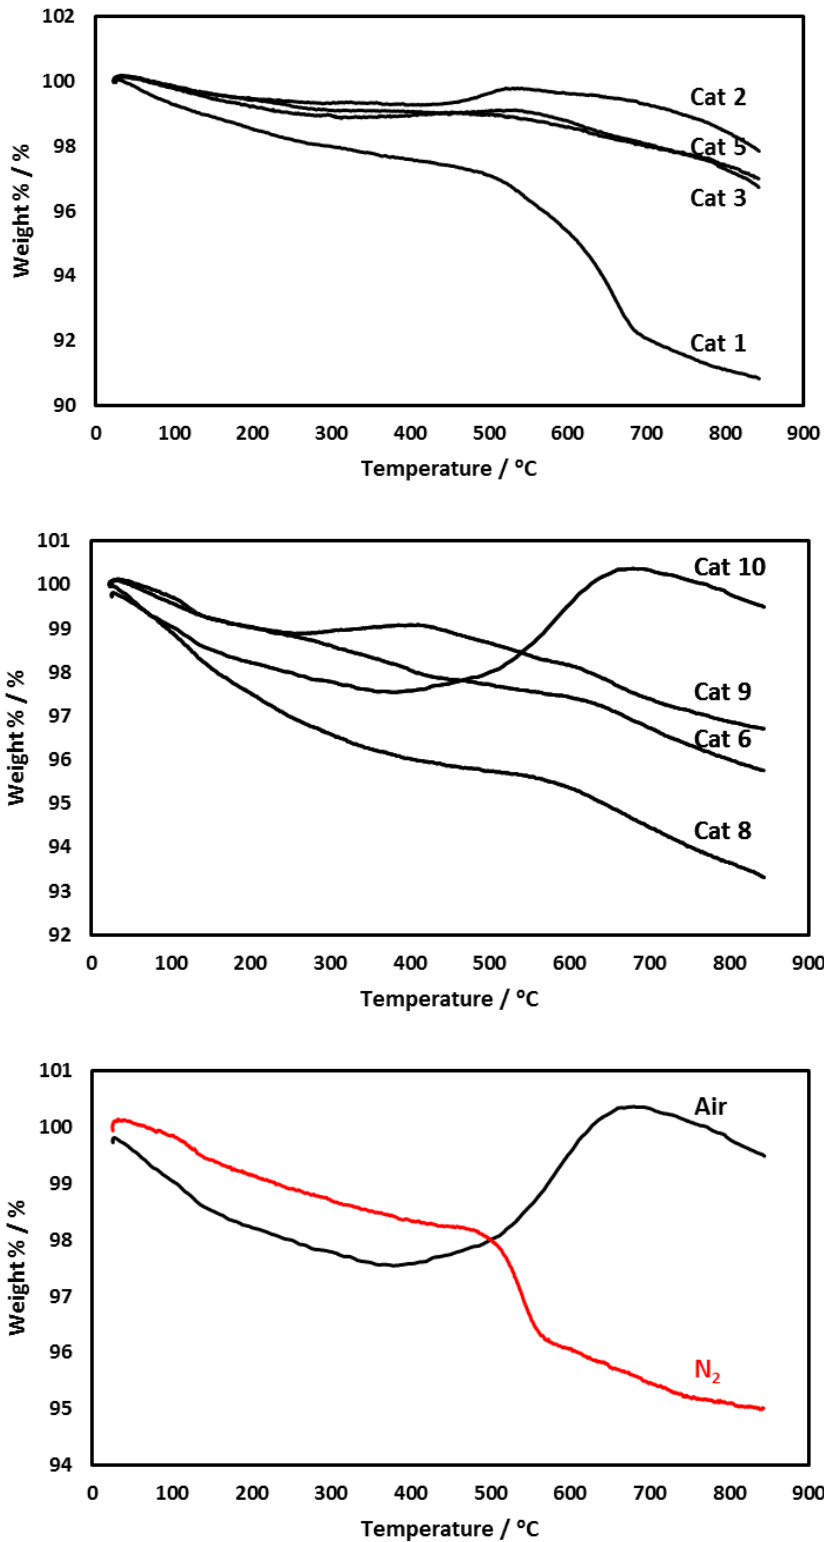 102
100
98
96
94
92
90
Weight % / %
Cat 2
Cat 5
Cat 3
Cat 1
0 100 200 300 400 500 600 700 800 900
Temperature / °C
101
100
99
98
97
96
95
94
93
92
Weight % / %
Cat 10
Cat 9
Cat 6
Cat 8
0 100 200 300 400 500 600 700 800 900
Temperature / °C
101
100
99
98
97
96
95
94
Weight % / %
Air
N₂
0 100 200 300 400 500 600 700 800 900
Temperature / °C